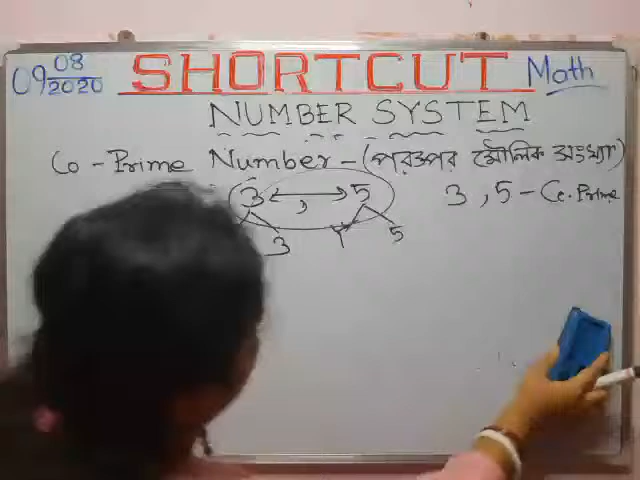 09 08/2020 SHORTCUT Math
NUMBER SYSTEM
Co-Prime Number-(পরস্পর মৌলিক সংখ্যা)
3 , 5 3 , 5 - Co.Prime
3 1 5